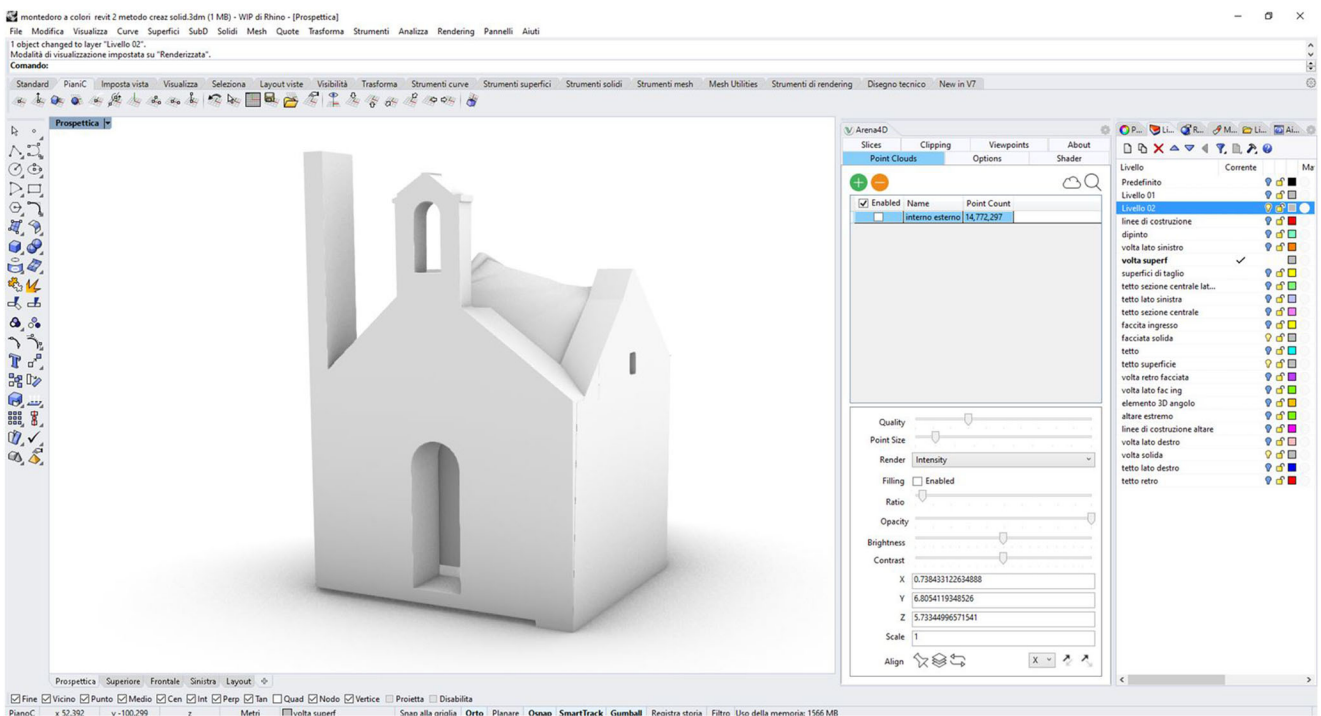 montedoro a colori revit 2 metodo creaz solid.3dm (1 MB) - WIP di Rhino - [Prospettica]
File Modifica Visualizza Curve Superfici SubD Solidi Mesh Quote Trasforma Strumenti Analizza Rendering Pannelli Aiuti
1 object changed to layer "Livello 02".
Modalità di visualizzazione impostata su "Renderizzata".
Comando:
Standard PianiC Imposta vista Visualizza Seleziona Layout viste Visibilità Trasforma Strumenti curve Strumenti superfici Strumenti solidi Strumenti mesh Mesh Utilities Strumenti di rendering Disegno tecnico New in V7
Prospettica
Arena4D
Slices Clipping Viewpoints About
Point Clouds Options Shader
Enabled Name Point Count
interno esterno 14,772,297
Quality
Point Size
Render Intensity
Filling Enabled
Ratio
Opacity
Brightness
Contrast
X 0.738433122634888
Y 6.8054119348526
Z 5.73344996571541
Scale 1
Align X
P... Li... R... M... Li... Ai...
Livello Corrente Ma
Predefinito
Livello 01
Livello 02
linee di costruzione
dipinto
volta lato sinistro
volta superf
superfici di taglio
tetto sezione centrale lat...
tetto lato sinistra
tetto sezione centrale
faccita ingresso
facciata solida
tetto
tetto superficie
volta retro facciata
volta lato fac ing
elemento 3D angolo
altare estremo
linee di costruzione altare
volta lato destro
volta solida
tetto lato destro
tetto retro
Prospettica Superiore Frontale Sinistra Layout
Fine Vicino Punto Medio Cen Int Perp Tan Quad Nodo Vertice Proietta Disabilita
PianoC x 52.392 y -100.299 z Metri volta superf Snap alla griglia Orto Planare Osnap SmartTrack Gumball Registra storia Filtro Uso della memoria: 1566 MB